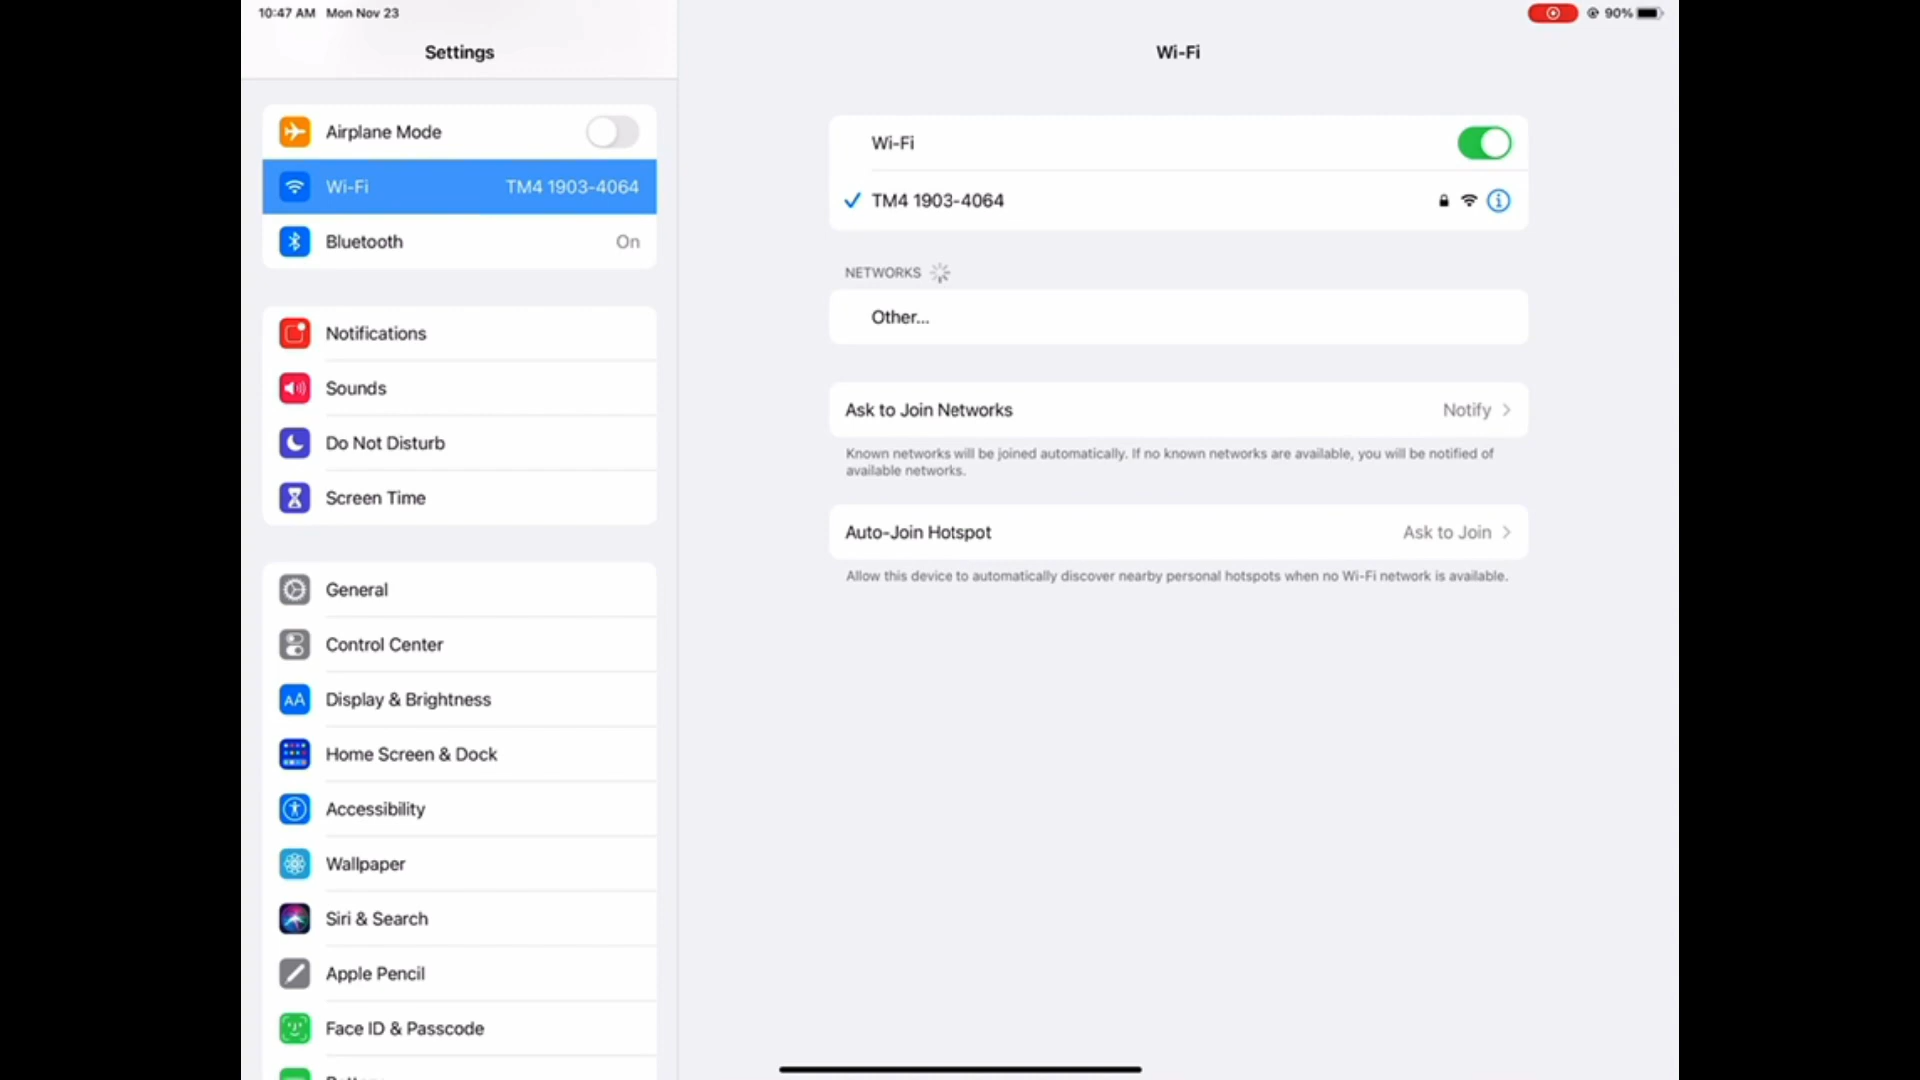 10:47 AM Mon Nov 23
90%
Settings
Airplane Mode
Wi-Fi TM4 1903-4064
Bluetooth On
Notifications
Sounds
Do Not Disturb
Screen Time
General
Control Center
AA Display & Brightness
Home Screen & Dock
Accessibility
Wallpaper
Siri & Search
Apple Pencil
Face ID & Passcode
Wi-Fi
Wi-Fi
TM4 1903-4064
NETWORKS
Other...
Ask to Join Networks Notify
Known networks will be joined automatically. If no known networks are available, you will be notified of
available networks.
Auto-Join Hotspot Ask to Join
Allow this device to automatically discover nearby personal hotspots when no Wi-Fi network is available.